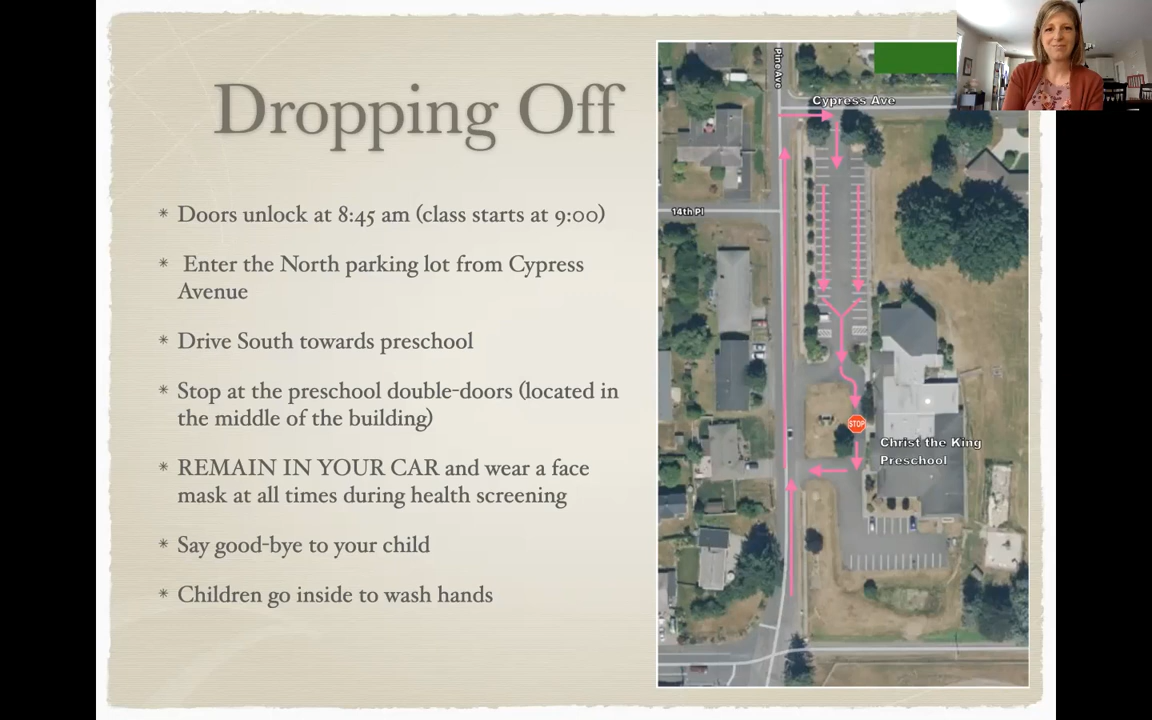 Dropping Off
* Doors unlock at 8:45 am (class starts at 9:00)
* Enter the North parking lot from Cypress
Avenue
* Drive South towards preschool
* Stop at the preschool double-doors (located in
the middle of the building)
* REMAIN IN YOUR CAR and wear a face
mask at all times during health screening
* Say good-bye to your child
* Children go inside to wash hands
Pine Ave
Cypress Ave
14th Pl
STOP
Christ the King
Preschool